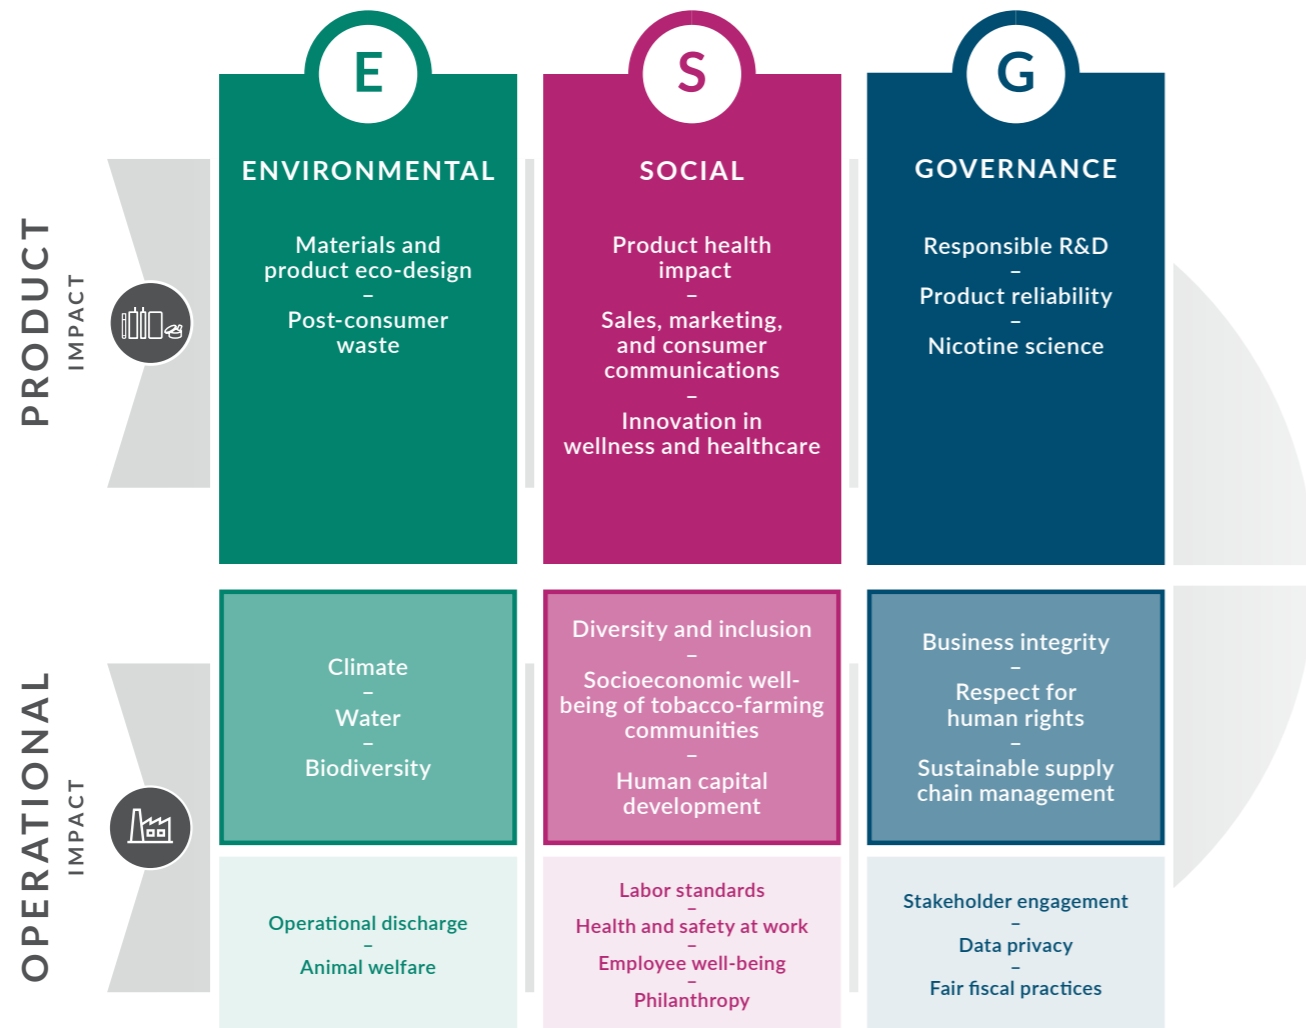 E
S
G
ENVIRONMENTAL
SOCIAL
GOVERNANCE
PRODUCT
IMPACT
Materials and
product eco-design
–
Post-consumer
waste
Product health
impact
–
Sales, marketing,
and consumer
communications
–
Innovation in
wellness and healthcare
Responsible R&D
–
Product reliability
–
Nicotine science
OPERATIONAL
IMPACT
Climate
–
Water
–
Biodiversity
Diversity and inclusion
–
Socioeconomic well-
being of tobacco-farming
communities
–
Human capital
development
Business integrity
–
Respect for
human rights
–
Sustainable supply
chain management
Operational discharge
–
Animal welfare
Labor standards
–
Health and safety at work
–
Employee well-being
–
Philanthropy
Stakeholder engagement
–
Data privacy
–
Fair fiscal practices